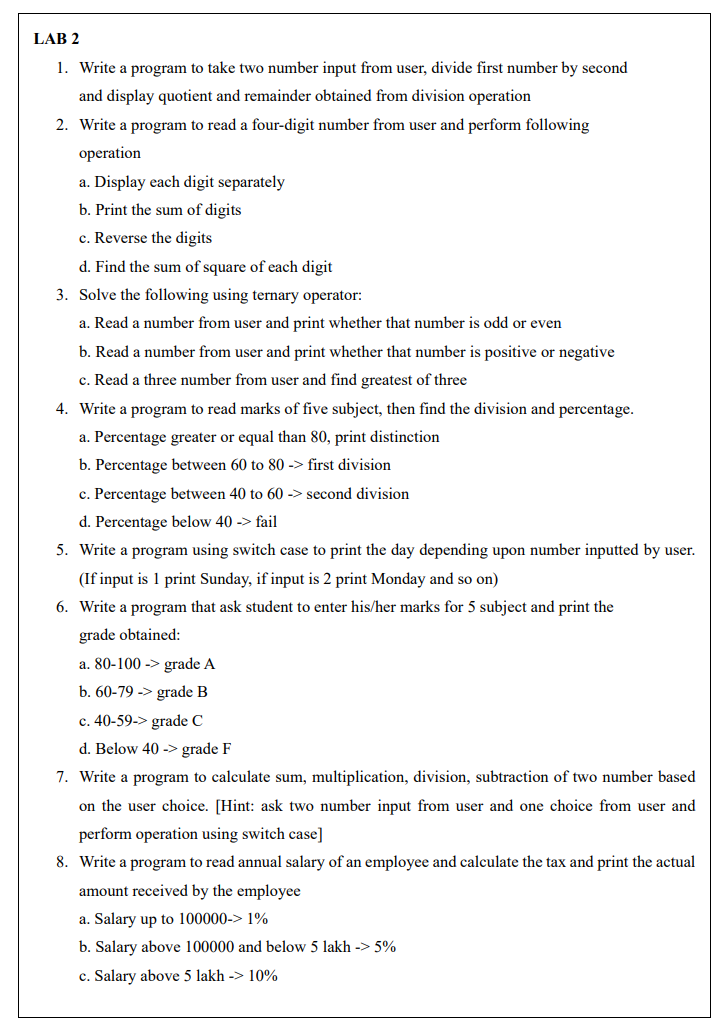 LAB 2
1. Write a program to take two number input from user, divide first number by second
and display quotient and remainder obtained from division operation
2. Write a program to read a four-digit number from user and perform following
operation
a. Display each digit separately
b. Print the sum of digits
c. Reverse the digits
d. Find the sum of square of each digit
3. Solve the following using ternary operator:
a. Read a number from user and print whether that number is odd or even
b. Read a number from user and print whether that number is positive or negative
c. Read a three number from user and find greatest of three
4. Write a program to read marks of five subject, then find the division and percentage.
a. Percentage greater or equal than 80, print distinction
b. Percentage between 60 to 80 -> first division
c. Percentage between 40 to 60 -> second division
d. Percentage below 40 -> fail
5. Write a program using switch case to print the day depending upon number inputted by user.
(If input is 1 print Sunday, if input is 2 print Monday and so on)
6. Write a program that ask student to enter his/her marks for 5 subject and print the
grade obtained:
a. 80-100 -> grade A
b. 60-79 -> grade B
c. 40-59-> grade C
d. Below 40 -> grade F
7. Write a program to calculate sum, multiplication, division, subtraction of two number based
on the user choice. [Hint: ask two number input from user and one choice from user and
perform operation using switch case]
8. Write a program to read annual salary of an employee and calculate the tax and print the actual
amount received by the employee
a. Salary up to 100000-> 1%
b. Salary above 100000 and below 5 lakh -> 5%
c. Salary above 5 lakh -> 10%